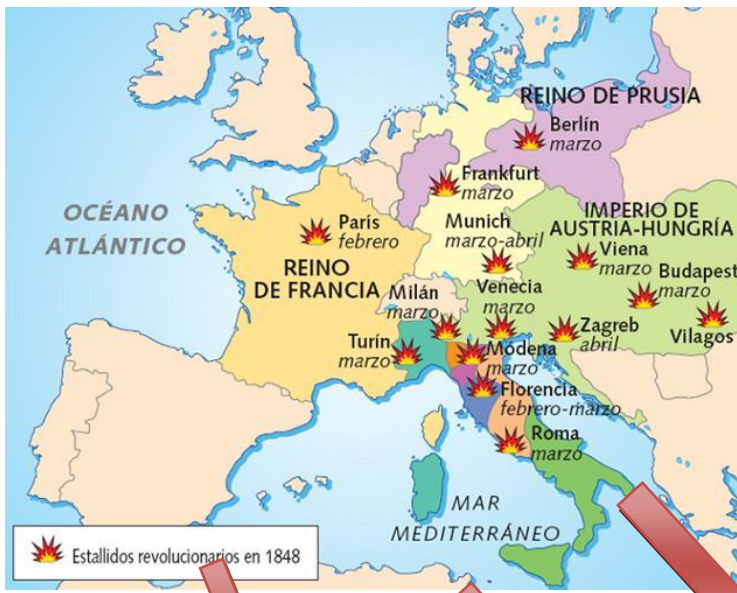 REINO DE PRUSIA
Berlín
marzo
Frankfurt
marzo
OCÉANO
ATLÁNTICO
París
febrero
Munich
marzo-abril
IMPERIO DE
AUSTRIA-HUNGRÍA
Viena
marzo
Budapest
marzo
REINO
DE FRANCIA
Milán
marzo
Venecia
marzo
Zagreb
abril
Vilagos
Turín
marzo
Módena
marzo
Florencia
febrero-marzo
Roma
marzo
MAR
MEDITERRÁNEO
Estallidos revolucionarios en 1848